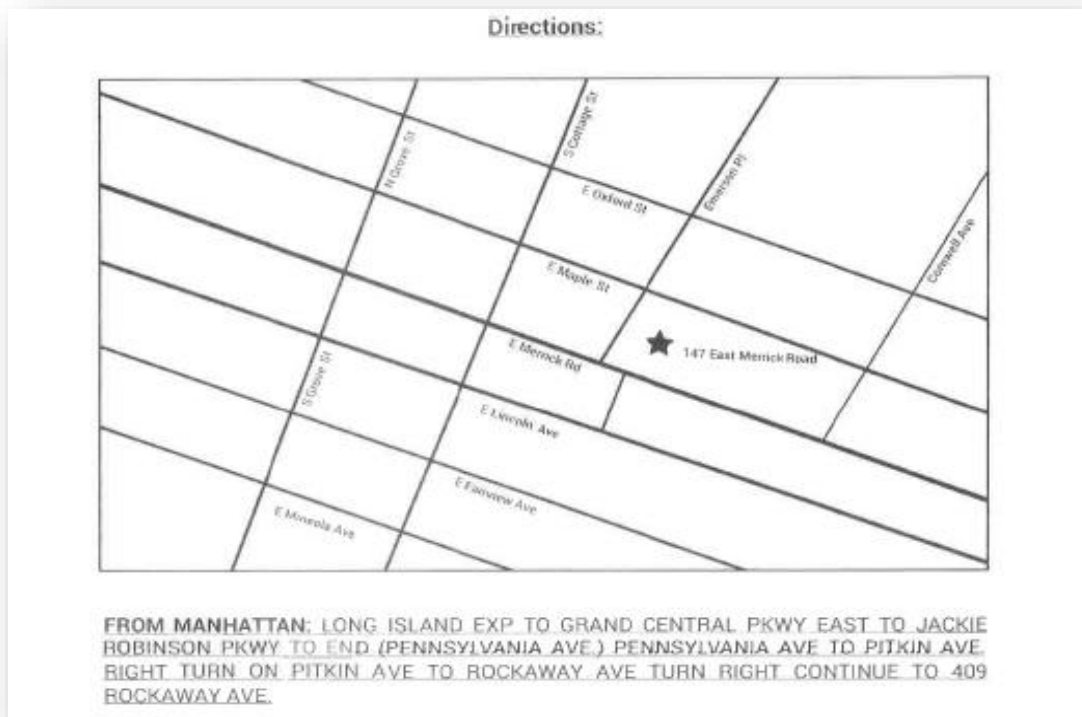 Directions:
N Grove St
S Cottage St
Emerson Pl
E Oxford St
Cornwell Ave
E Maple St
147 East Merrick Road
E Merrick Rd
S Grove St
E Lincoln Ave
E Fairview Ave
E Mineola Ave
FROM MANHATTAN: LONG ISLAND EXP TO GRAND CENTRAL PKWY EAST TO JACKIE
ROBINSON PKWY TO END (PENNSYLVANIA AVE.) PENNSYLVANIA AVE TO PITKIN AVE.
RIGHT TURN ON PITKIN AVE TO ROCKAWAY AVE TURN RIGHT CONTINUE TO 409
ROCKAWAY AVE.